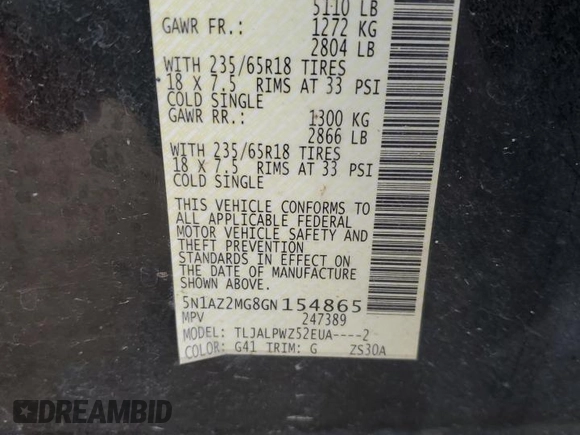 5110 LB
GAWR FR.: 1272 KG
2804 LB
WITH 235/65R18 TIRES
18 X 7.5 RIMS AT 33 PSI
COLD SINGLE
GAWR RR.: 1300 KG
2866 LB
WITH 235/65R18 TIRES
18 X 7.5 RIMS AT 33 PSI
COLD SINGLE
THIS VEHICLE CONFORMS TO
ALL APPLICABLE FEDERAL
MOTOR VEHICLE SAFETY AND
THEFT PREVENTION
STANDARDS IN EFFECT ON
THE DATE OF MANUFACTURE
SHOWN ABOVE.
5N1AZ2MG8GN154865
MPV 247389
MODEL: TLJALPWZ52EUA----2
COLOR: G41 TRIM: G ZS30A
DREAMBID